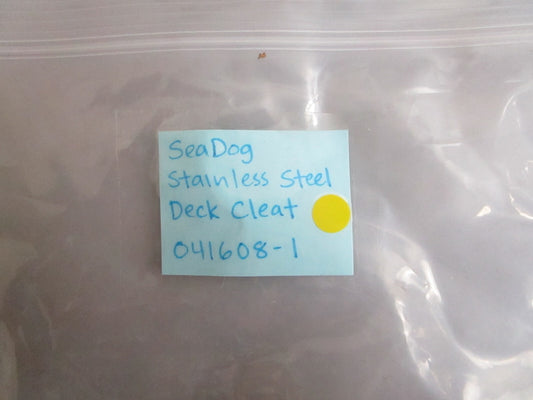 SeaDog
Stainless Steel
Deck Cleat
041608-1